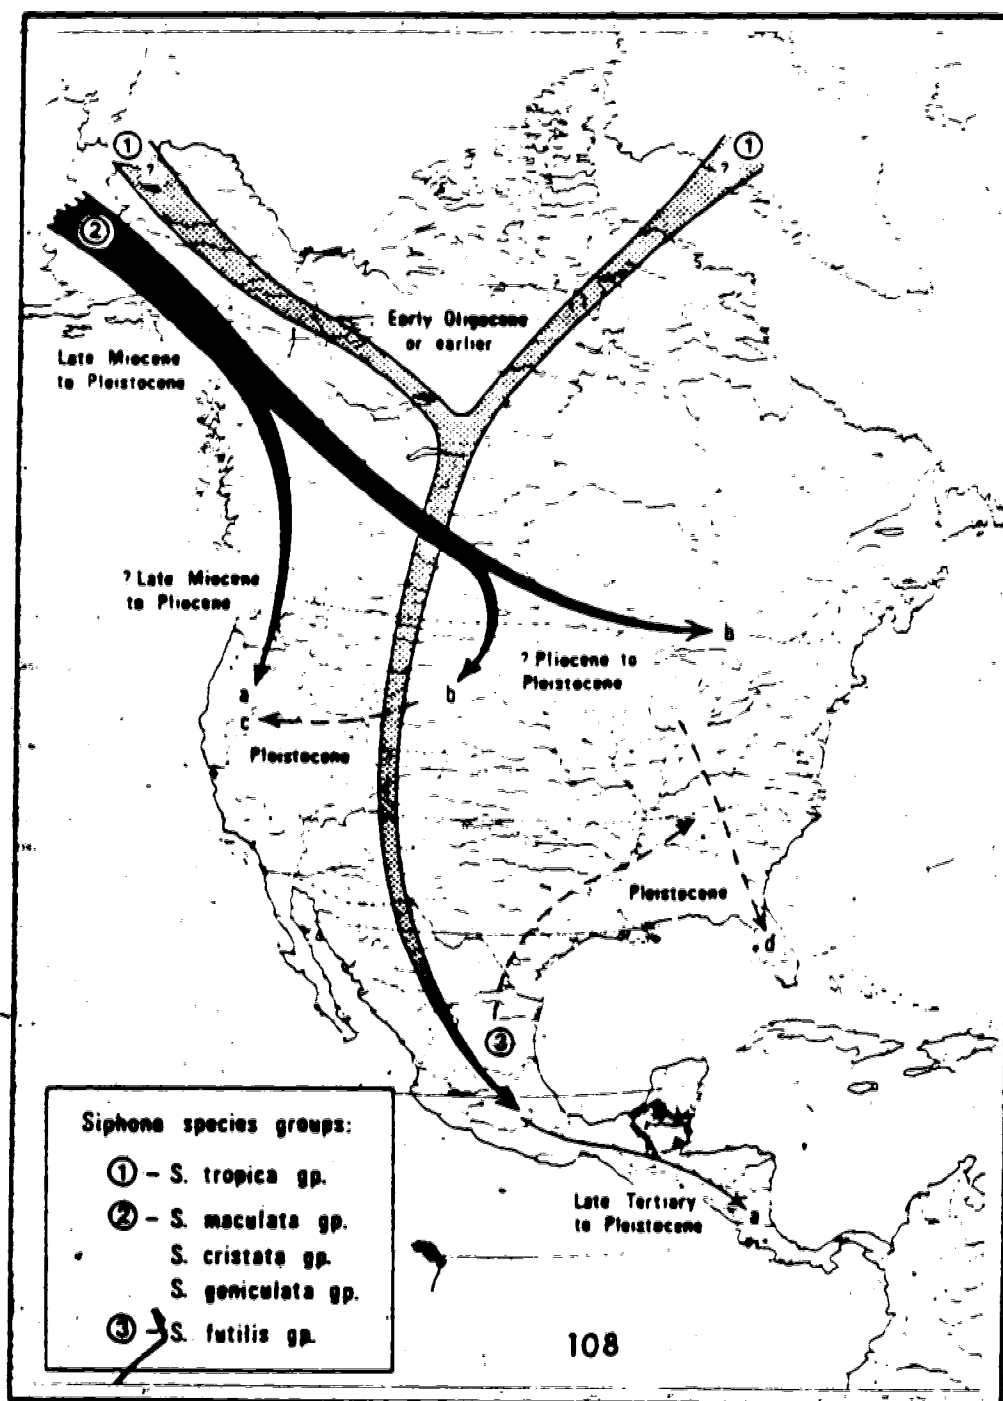 1
1
?
?
2
Early Oligocene
or earlier
Late Miocene
to Pleistocene
? Late Miocene
to Pliocene
b
? Pliocene to
Pleistocene
a
b
c
Pleistocene
Pleistocene
d
3
Siphona species groups:
1 – S. tropica gp.
2 – S. maculata gp.
S. cristata gp.
S. geniculata gp.
3 – S. futilis gp.
Late Tertiary
to Pleistocene
a
108